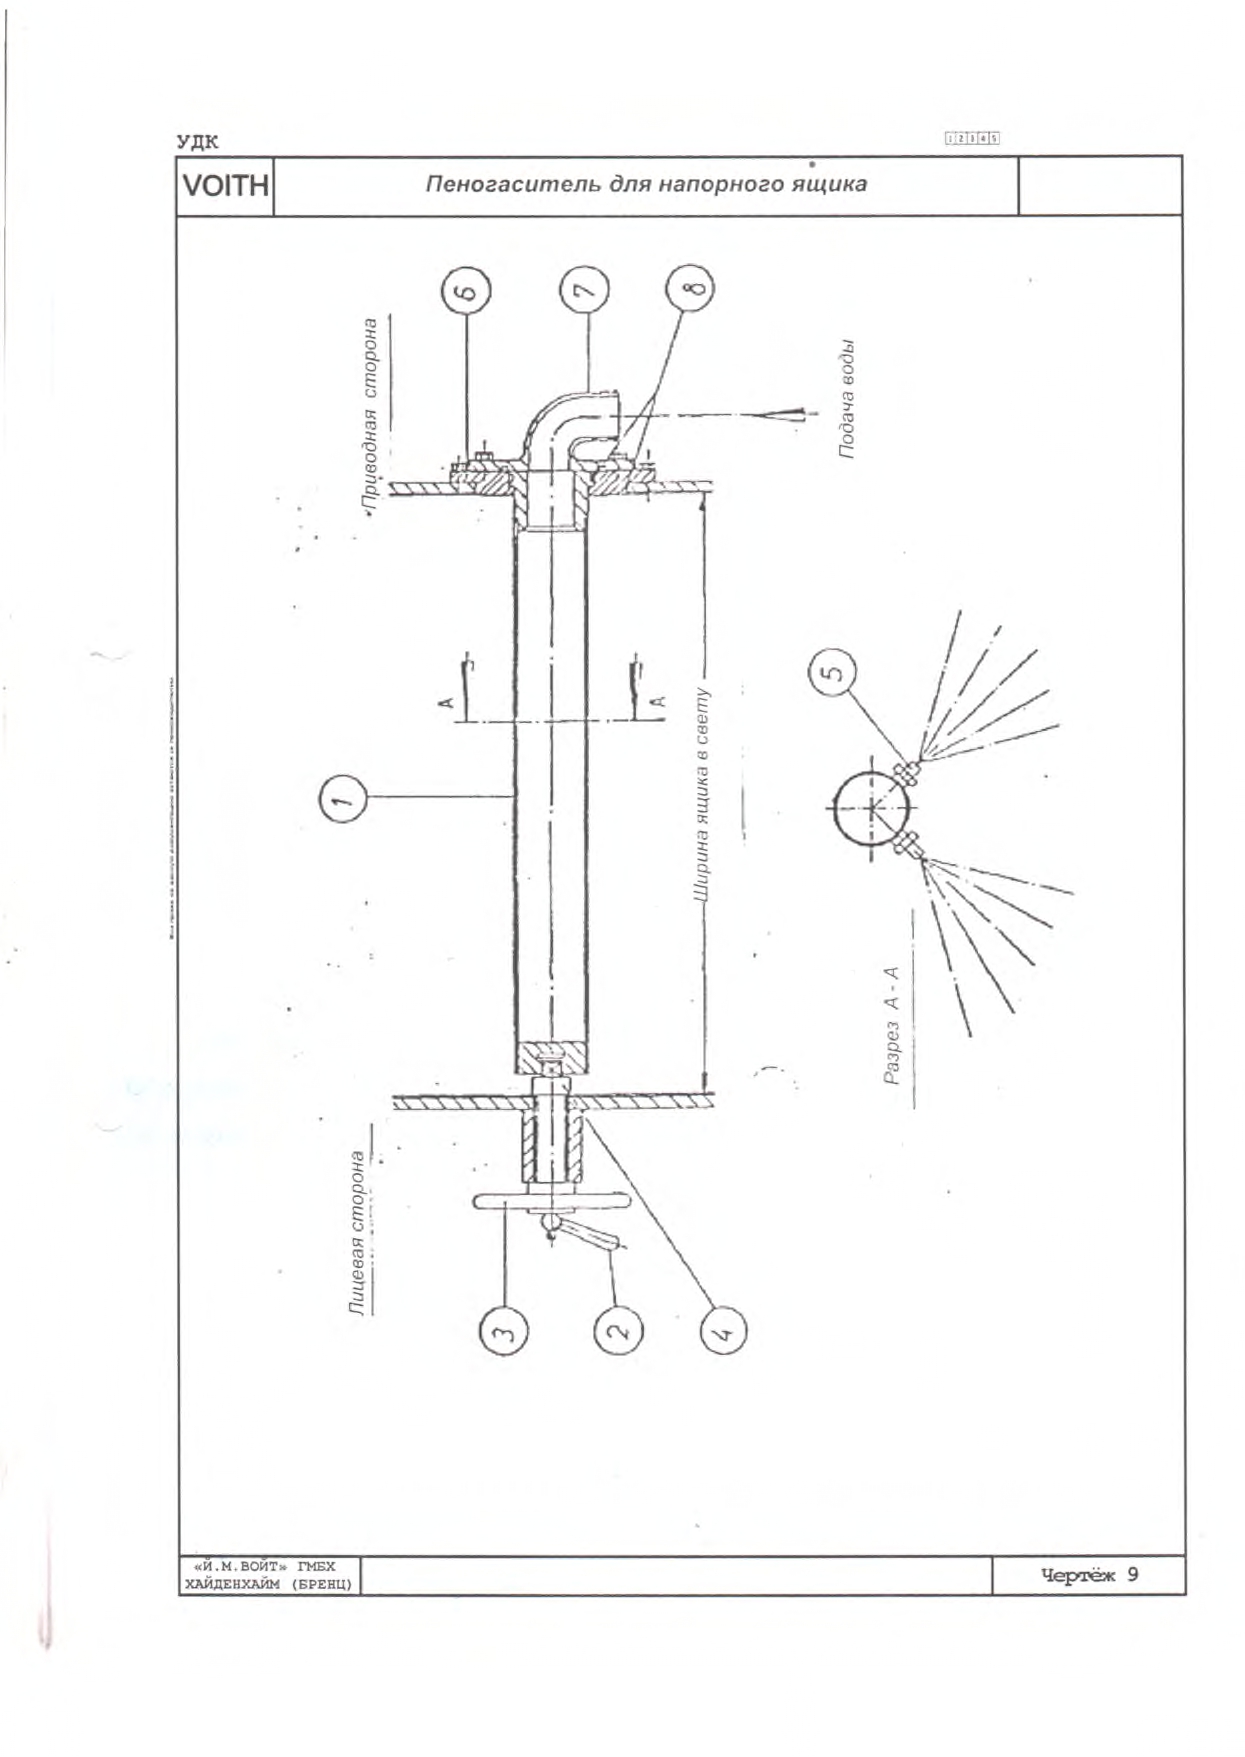 УДК
1 2 3 4 5
VOITH
Пеногаситель для напорного ящика
6
7
8
Приводная сторона
Подача воды
А
А
5
1
Ширина ящика в свету
Разрез А - А
Лицевая сторона
3
2
4
«Й.М.ВОЙТ» ГМБХ
ХАЙДЕНХАЙМ (БРЕНЦ)
Чертёж 9